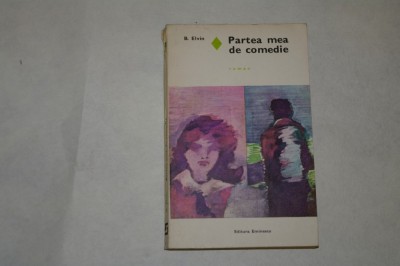 B. Elvin
Partea mea
de comedie
Editura Eminescu